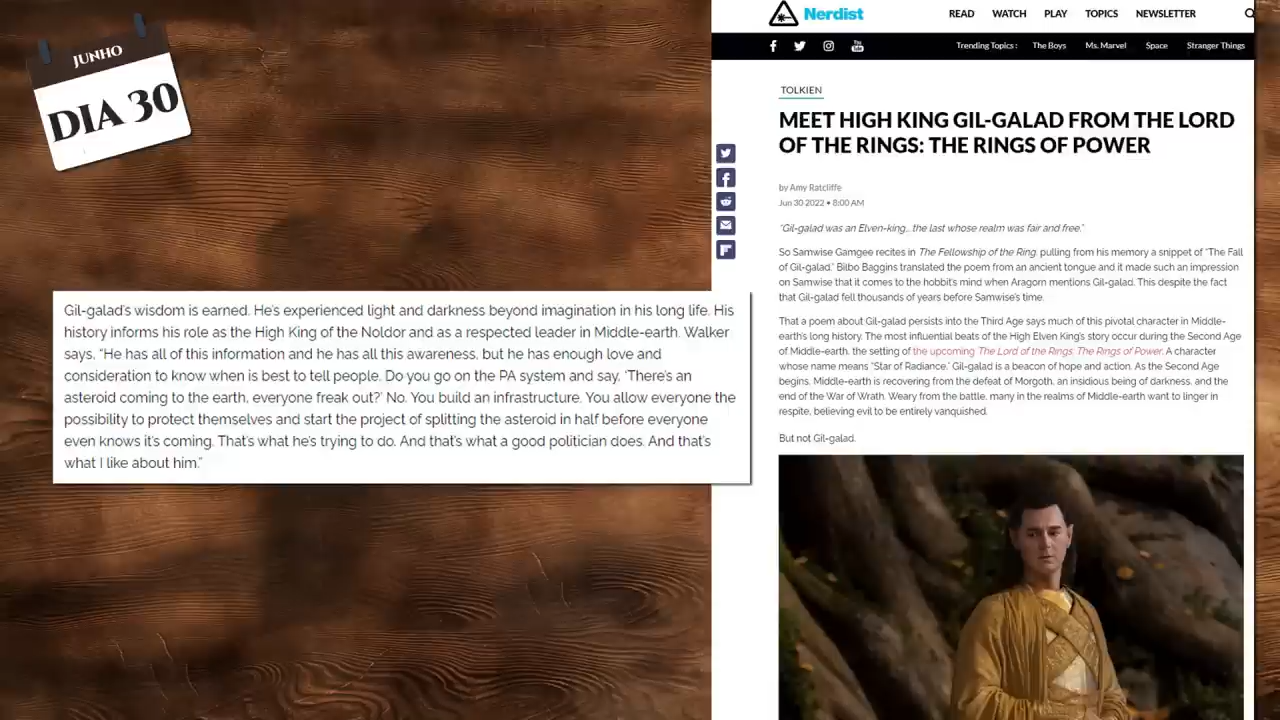 JUNHO
DIA 30
Gil-galad's wisdom is earned. He's experienced light and darkness beyond imagination in his long life. His
history informs his role as the High King of the Noldor and as a respected leader in Middle-earth. Walker
says, "He has all of this information and he has all this awareness, but he has enough love and
consideration to know when is best to tell people. Do you go on the PA system and say, 'There's an
asteroid coming to the earth, everyone freak out?' No. You build an infrastructure. You allow everyone the
possibility to protect themselves and start the project of splitting the asteroid in half before everyone
even knows it's coming. That's what he's trying to do. And that's what a good politician does. And that's
what I like about him."
Nerdist
READ WATCH PLAY TOPICS NEWSLETTER
You Tube
Trending Topics : The Boys Ms. Marvel Space Stranger Things
TOLKIEN
MEET HIGH KING GIL-GALAD FROM THE LORD
OF THE RINGS: THE RINGS OF POWER
by Amy Ratcliffe
Jun 30 2022 • 8:00 AM
"Gil-galad was an Elven-king... the last whose realm was fair and free."
So Samwise Gamgee recites in The Fellowship of the Ring, pulling from his memory a snippet of "The Fall
of Gil-galad." Bilbo Baggins translated the poem from an ancient tongue and it made such an impression
on Samwise that it comes to the hobbit's mind when Aragorn mentions Gil-galad. This despite the fact
that Gil-galad fell thousands of years before Samwise's time.
That a poem about Gil-galad persists into the Third Age says much of this pivotal character in Middle-
earth's long history. The most influential beats of the High Elven King's story occur during the Second Age
of Middle-earth, the setting of the upcoming The Lord of the Rings: The Rings of Power. A character
whose name means "Star of Radiance," Gil-galad is a beacon of hope and action. As the Second Age
begins, Middle-earth is recovering from the defeat of Morgoth, an insidious being of darkness, and the
end of the War of Wrath. Weary from the battle, many in the realms of Middle-earth want to linger in
respite, believing evil to be entirely vanquished.
But not Gil-galad.